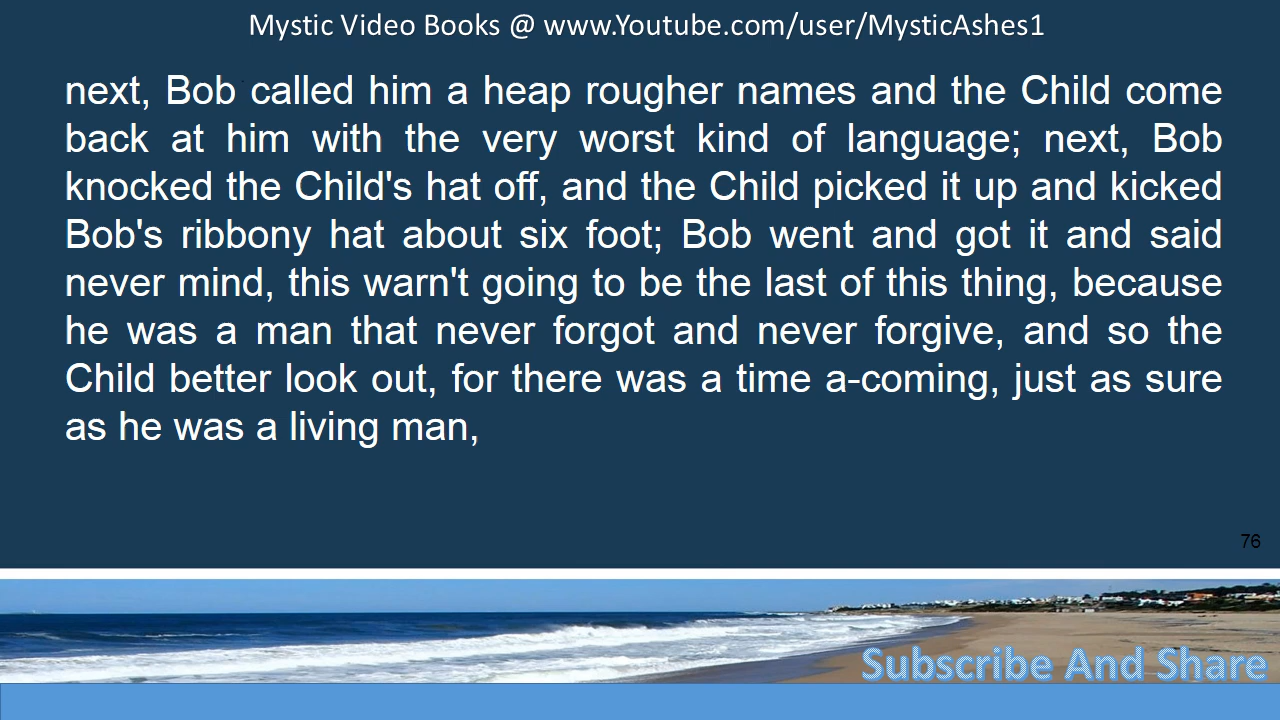 Mystic Video Books @ www.Youtube.com/user/MysticAshes1
next, Bob called him a heap rougher names and the Child come
back at him with the very worst kind of language; next, Bob
knocked the Child's hat off, and the Child picked it up and kicked
Bob's ribbony hat about six foot; Bob went and got it and said
never mind, this warn't going to be the last of this thing, because
he was a man that never forgot and never forgive, and so the
Child better look out, for there was a time a-coming, just as sure
as he was a living man,
76
Subscribe And Share